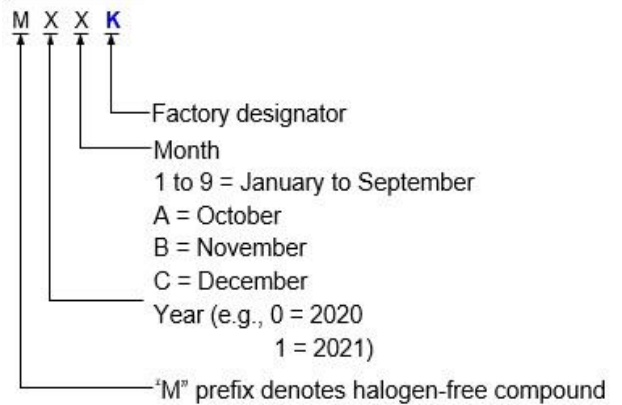 M X X K
Factory designator
Month
1 to 9 = January to September
A = October
B = November
C = December
Year (e.g., 0 = 2020
1 = 2021)
“M” prefix denotes halogen-free compound